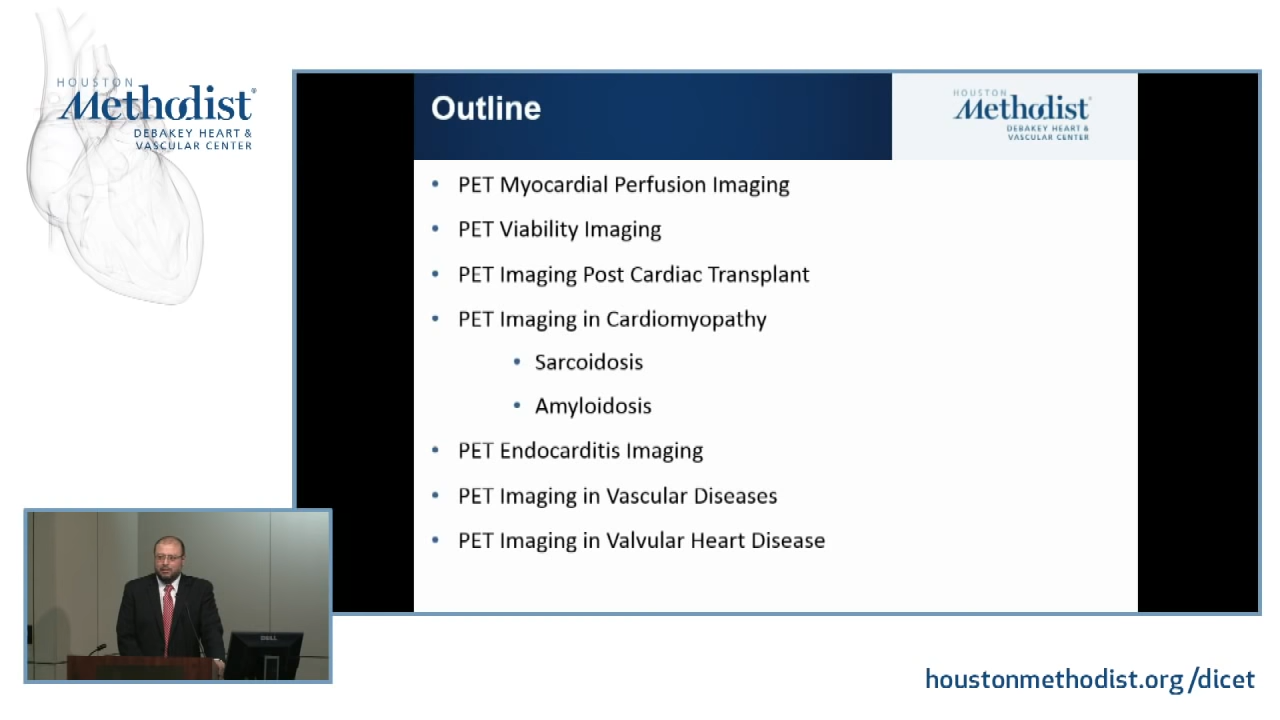 HOUSTON
Methodist®
DEBAKEY HEART &
VASCULAR CENTER
Outline
HOUSTON
Methodist®
DEBAKEY HEART &
VASCULAR CENTER
• PET Myocardial Perfusion Imaging
• PET Viability Imaging
• PET Imaging Post Cardiac Transplant
• PET Imaging in Cardiomyopathy
• Sarcoidosis
• Amyloidosis
• PET Endocarditis Imaging
• PET Imaging in Vascular Diseases
• PET Imaging in Valvular Heart Disease
DELL
houstonmethodist.org/dicet